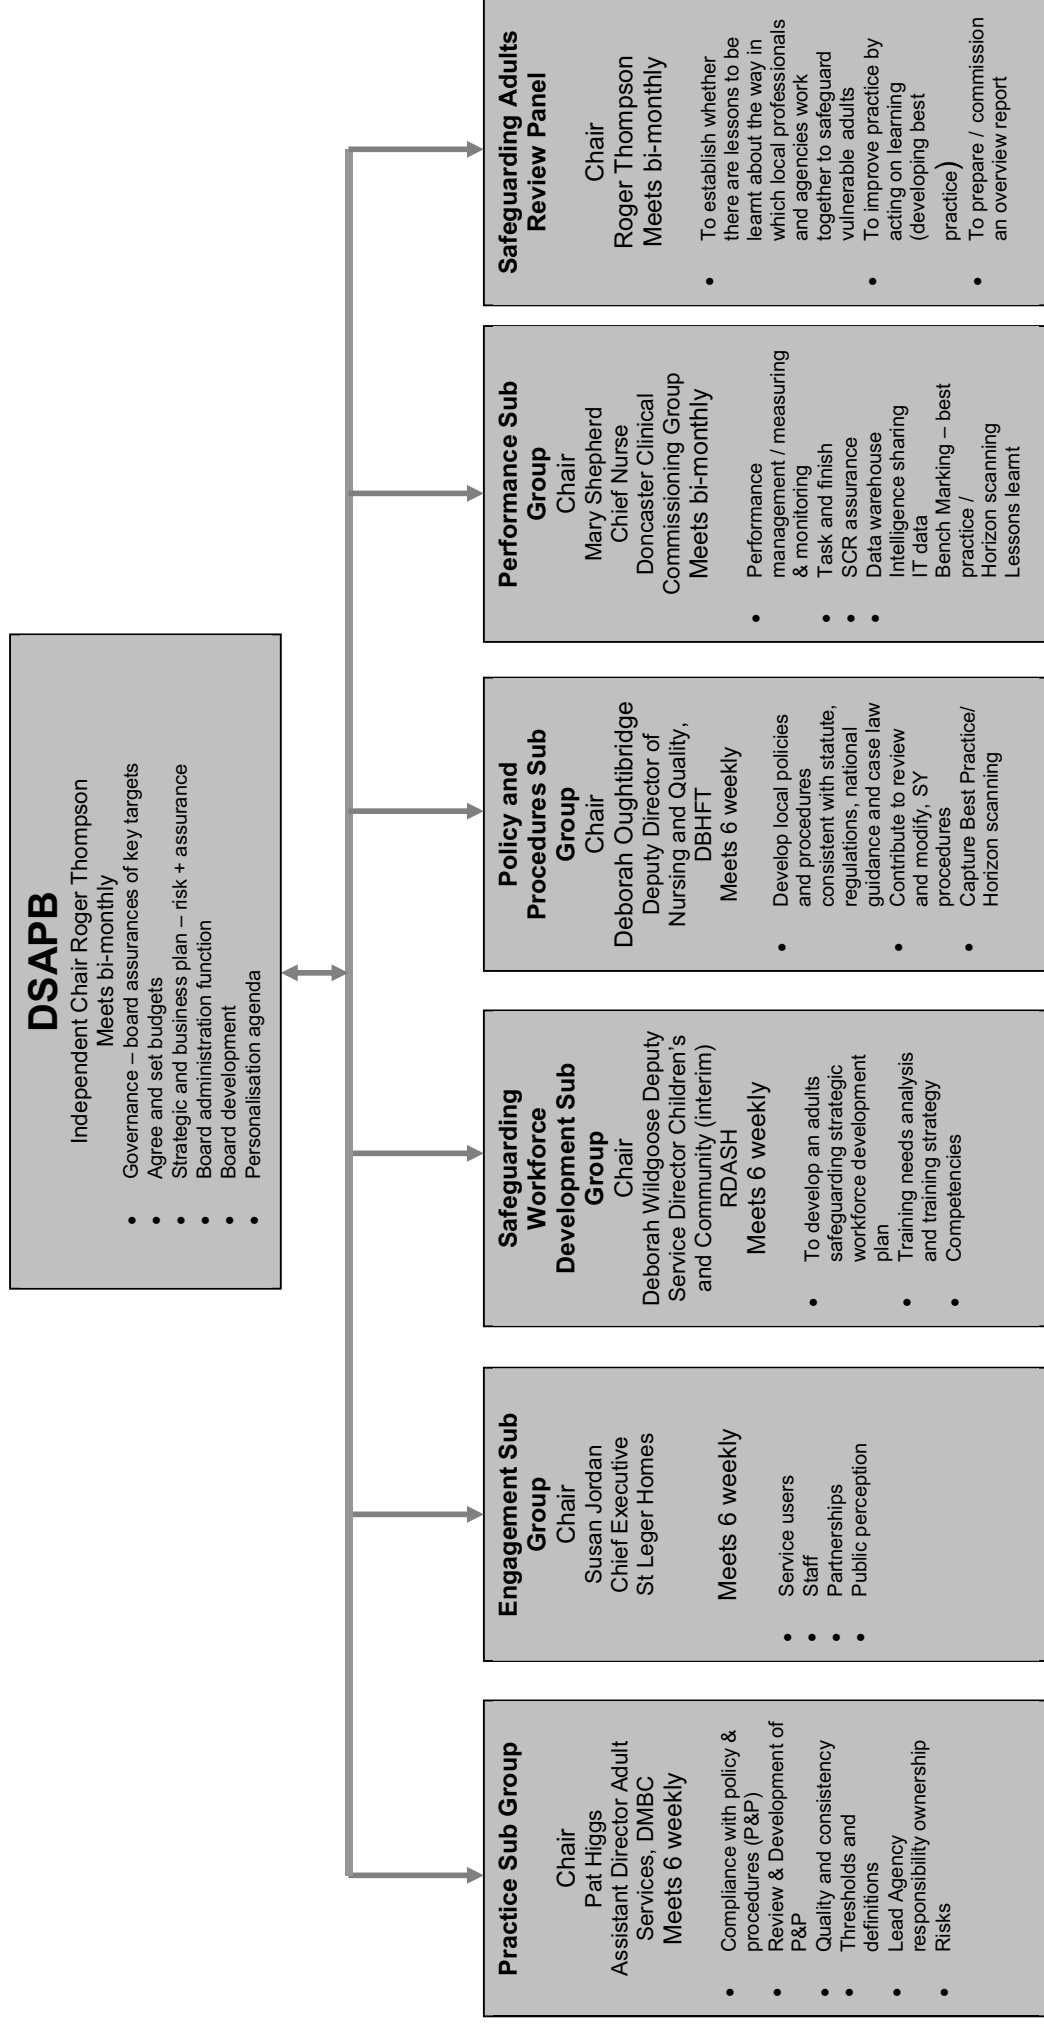 DSAPB
Independent Chair Roger Thompson
Meets bi-monthly
• Governance – board assurances of key targets
• Agree and set budgets
• Strategic and business plan – risk + assurance
• Board administration function
• Board development
• Personalisation agenda
Practice Sub Group
Chair
Pat Higgs
Assistant Director Adult
Services, DMBC
Meets 6 weekly
• Compliance with policy &
procedures (P&P)
• Review & Development of
P&P
• Quality and consistency
• Thresholds and
definitions
• Lead Agency
responsibility ownership
• Risks
Engagement Sub
Group
Chair
Susan Jordan
Chief Executive
St Leger Homes
Meets 6 weekly
• Service users
• Staff
• Partnerships
• Public perception
Safeguarding
Workforce
Development Sub
Group
Chair
Deborah Wildgoose Deputy
Service Director Children's
and Community (interim)
RDASH
Meets 6 weekly
• To develop an adults
safeguarding strategic
workforce development
plan
• Training needs analysis
and training strategy
• Competencies
Policy and
Procedures Sub
Group
Chair
Deborah Oughtibridge
Deputy Director of
Nursing and Quality,
DBHFT
Meets 6 weekly
• Develop local policies
and procedures
consistent with statute,
regulations, national
guidance and case law
• Contribute to review
and modify, SY
procedures
• Capture Best Practice/
Horizon scanning
Performance Sub
Group
Chair
Mary Shepherd
Chief Nurse
Doncaster Clinical
Commissioning Group
Meets bi-monthly
• Performance
management / measuring
& monitoring
• Task and finish
• SCR assurance
• Data warehouse
Intelligence sharing
IT data
Bench Marking – best
practice /
Horizon scanning
Lessons learnt
Safeguarding Adults
Review Panel
Chair
Roger Thompson
Meets bi-monthly
• To establish whether
there are lessons to be
learnt about the way in
which local professionals
and agencies work
together to safeguard
vulnerable adults
• To improve practice by
acting on learning
(developing best
practice)
• To prepare / commission
an overview report